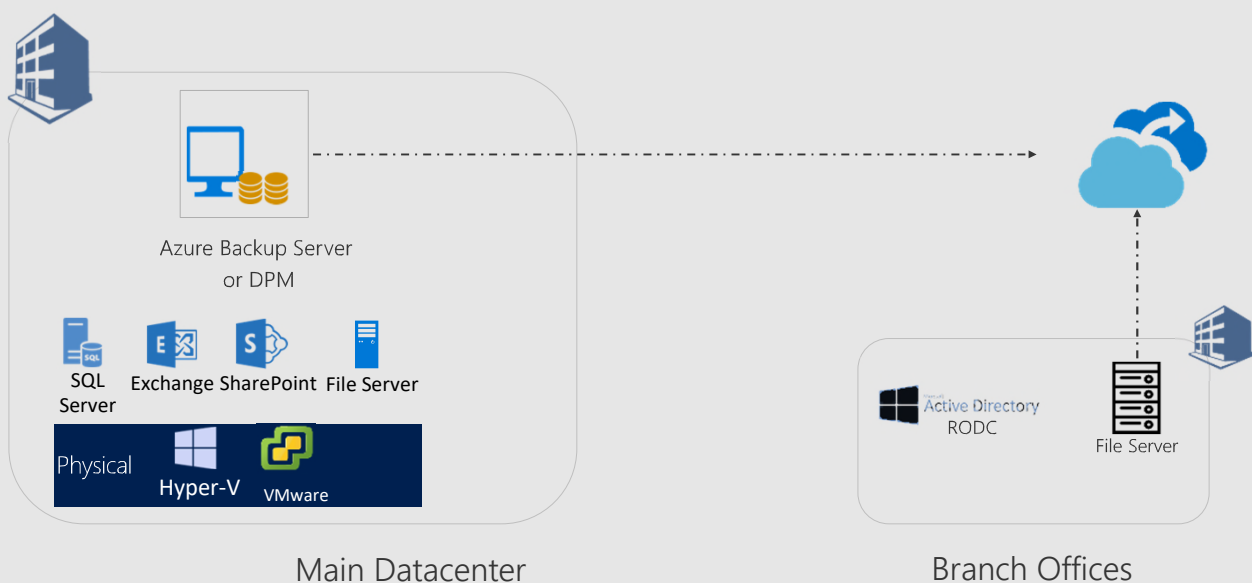 Azure Backup Server
or DPM
SQL
SQL
Server
E
Exchange
S
SharePoint
File Server
Physical
Hyper-V
VMware
Main Datacenter
Active Directory
RODC
File Server
Branch Offices